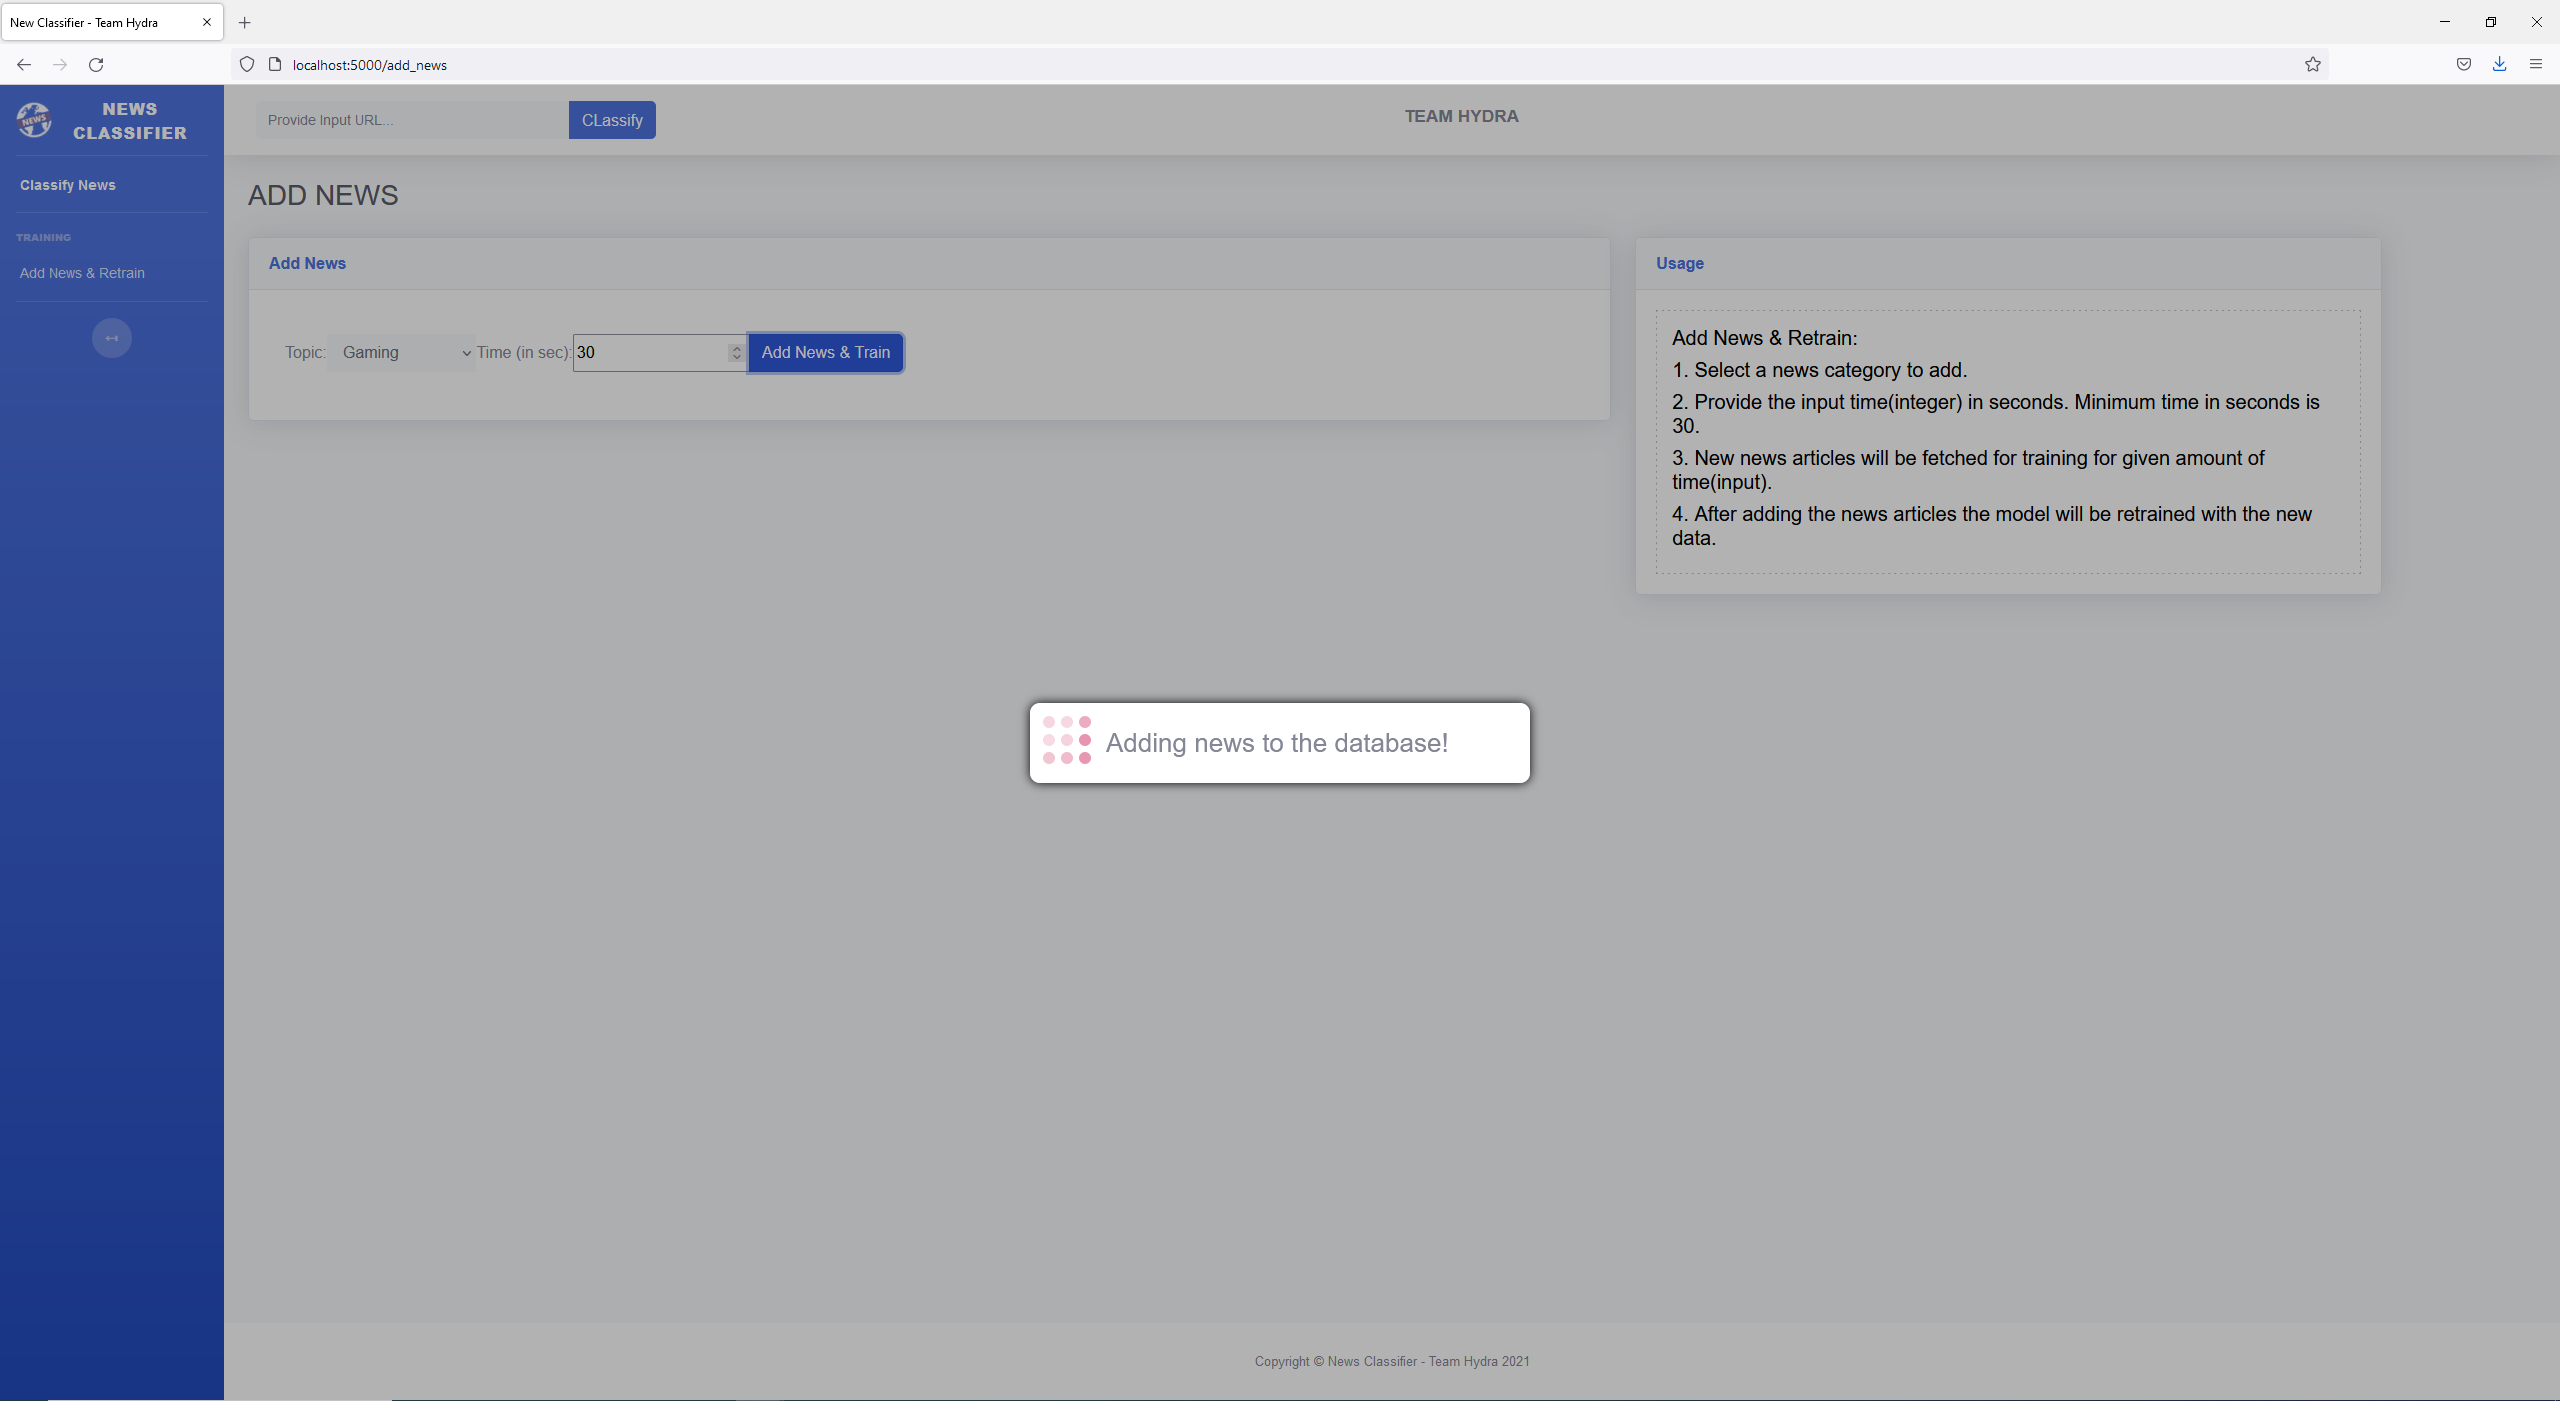 New Classifier - Team Hydra
localhost:5000/add_news
NEWS
NEWS
CLASSIFIER
Provide Input URL...
CLassify
TEAM HYDRA
Classify News
TRAINING
Add News & Retrain
ADD NEWS
Add News
Topic: Gaming Time (in sec): 30 Add News & Train
Usage
Add News & Retrain:
1. Select a news category to add.
2. Provide the input time(integer) in seconds. Minimum time in seconds is
30.
3. New news articles will be fetched for training for given amount of
time(input).
4. After adding the news articles the model will be retrained with the new
data.
Adding news to the database!
Copyright © News Classifier - Team Hydra 2021